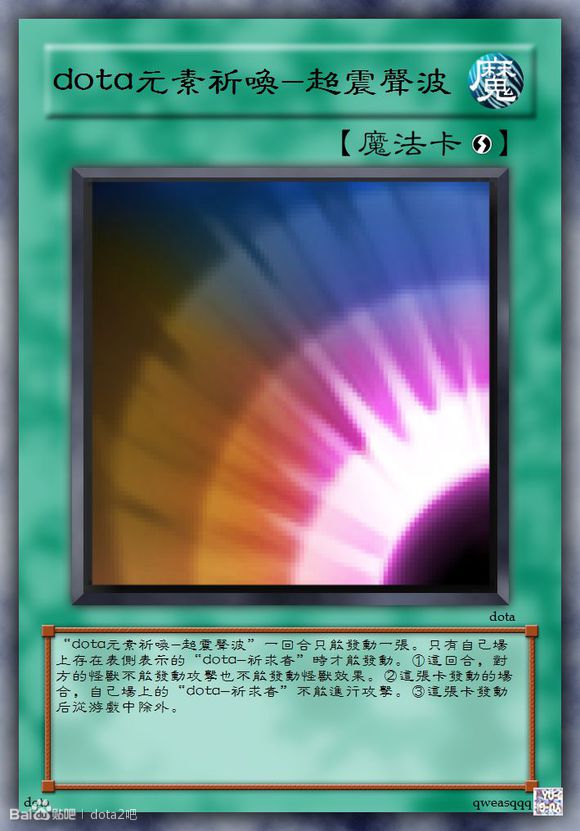 dota元素祈喚-超震聲波 魔
【魔法卡】
dota
“dota元素祈喚-超震聲波”一回合只能發動一張。只有自己場
上存在表側表示的“dota-祈求者”時才能發動。①這回合，對
方的怪獸不能發動攻擊也不能發動怪獸效果。②這張卡發動的場
合，自己場上的“dota-祈求者”不能進行攻擊。③這張卡發動
后從游戲中除外。
dota
qweasqqq
Bai 贴吧 | dota2吧